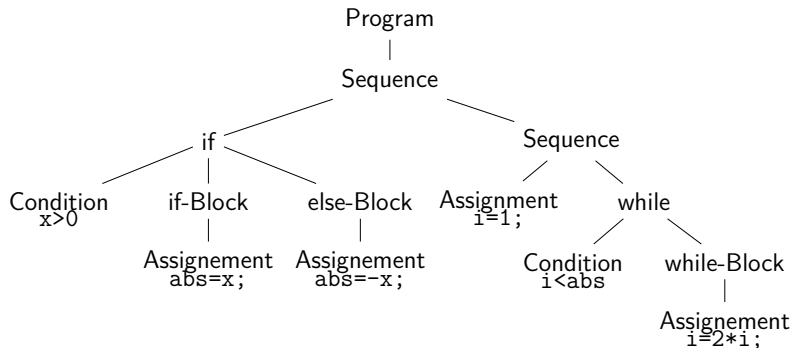 Program
Sequence
if
Sequence
Condition
x>0
if-Block
else-Block
Assignment
i=1;
while
Assignement
abs=x;
Assignement
abs=-x;
Condition
i<abs
while-Block
Assignement
i=2*i;